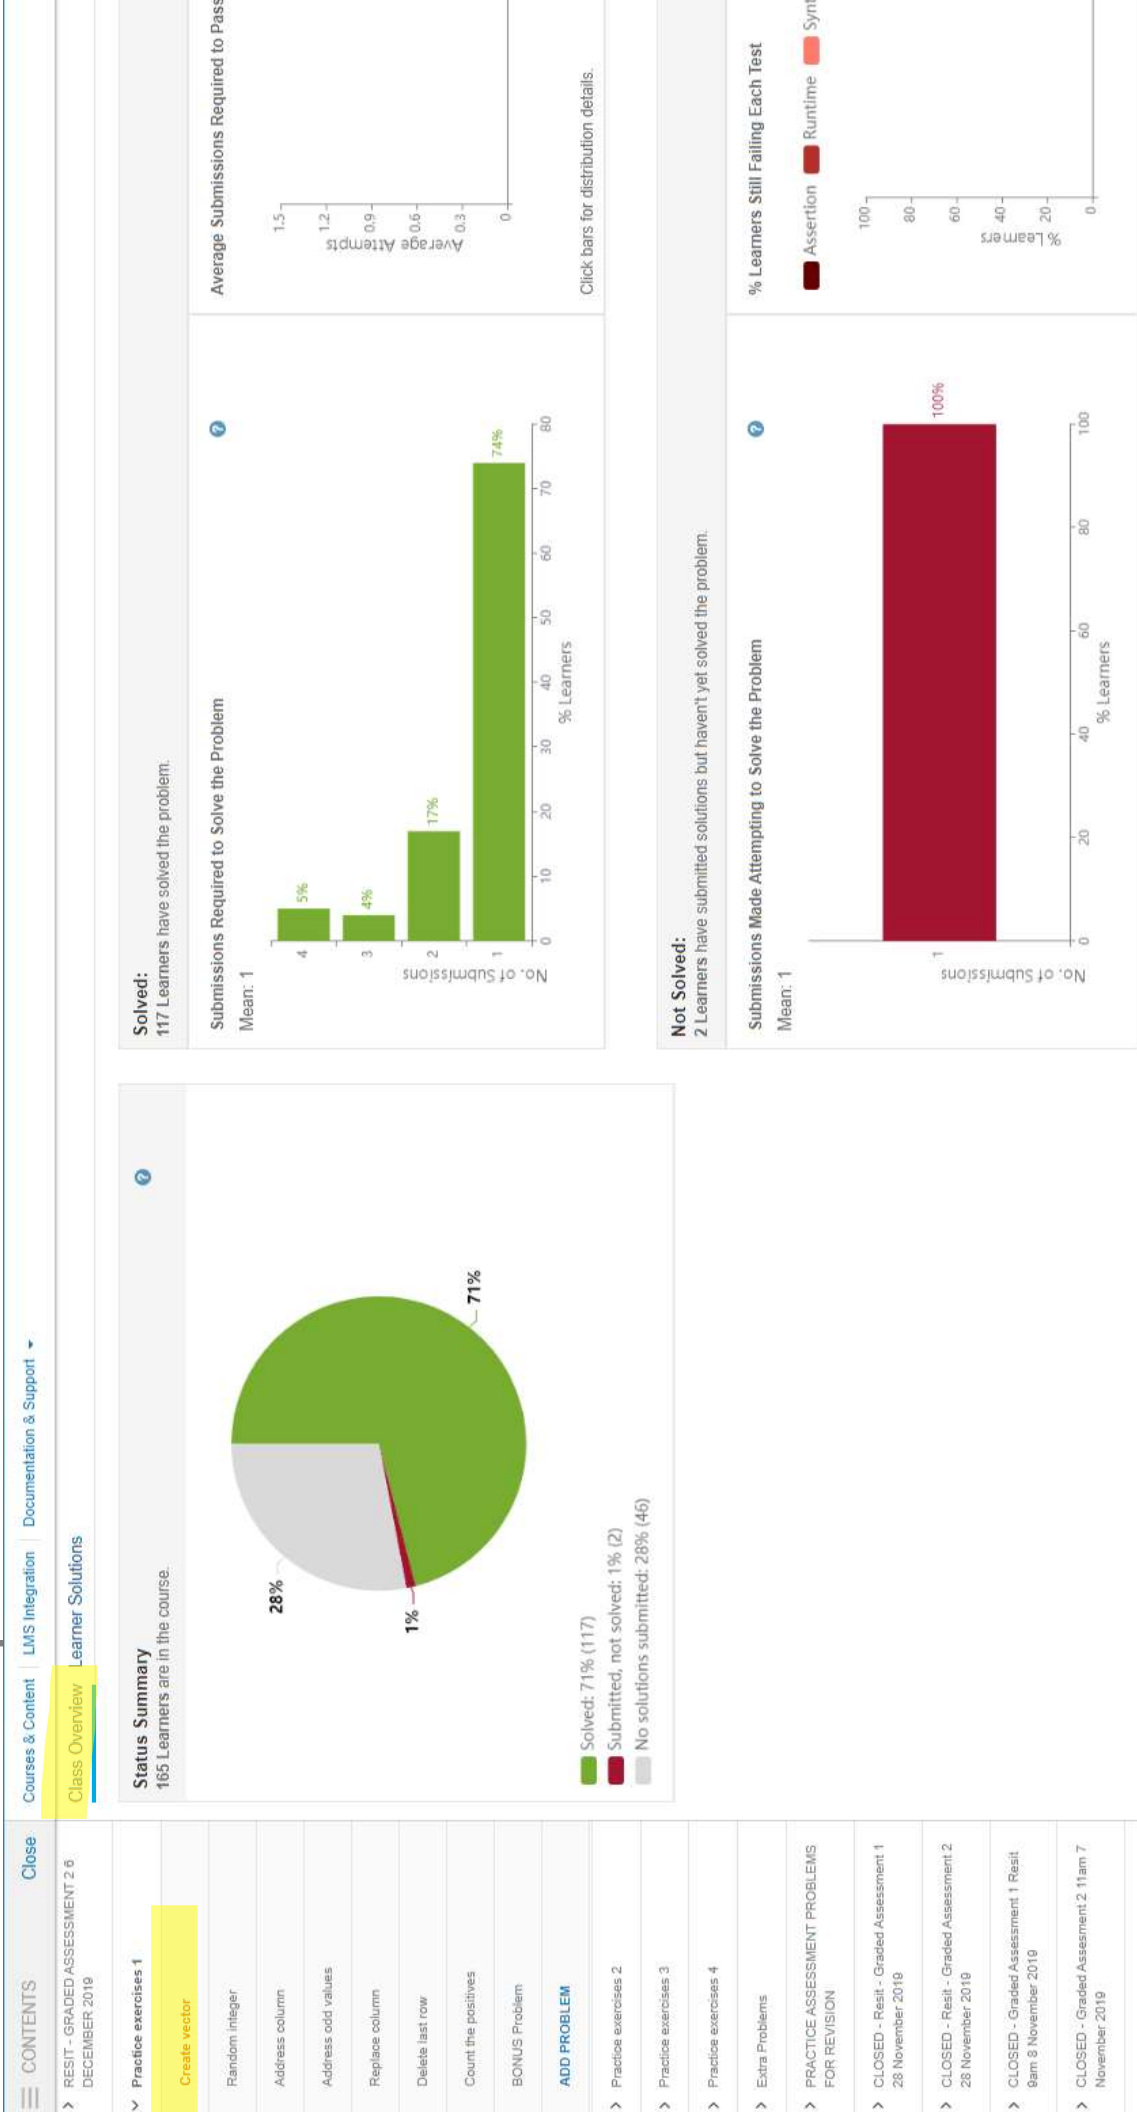 CONTENTS
Close
Courses & Content
LMS Integration
Documentation & Support
RESIT - GRADED ASSESSMENT 2 6
DECEMBER 2019
Practice exercises 1
Create vector
Random integer
Address column
Address odd values
Replace column
Delete last row
Count the positives
BONUS Problem
ADD PROBLEM
Practice exercises 2
Practice exercises 3
Practice exercises 4
Extra Problems
PRACTICE ASSESSMENT PROBLEMS
FOR REVISION
CLOSED - Resit - Graded Assessment 1
28 November 2019
CLOSED - Resit - Graded Assessment 2
28 November 2019
CLOSED - Graded Assessment 1 Resit
9am 8 November 2019
CLOSED - Graded Assesment 2 11am 7
November 2019
Class Overview
Learner Solutions
Status Summary
165 Learners are in the course.
28%
1%
71%
Solved: 71% (117)
Submitted, not solved: 1% (2)
No solutions submitted: 28% (46)
Solved:
117 Learners have solved the problem.
Submissions Required to Solve the Problem
Mean: 1
No. of Submissions
4
5%
3
4%
2
17%
1
74%
0 10 20 30 40 50 60 70 80
% Learners
Average Submissions Required to Pass
Average Attempts
1.5
1.2
0.9
0.6
0.3
0
Click bars for distribution details.
Not Solved:
2 Learners have submitted solutions but haven't yet solved the problem.
Submissions Made Attempting to Solve the Problem
Mean: 1
No. of Submissions
1
100%
0 20 40 60 80 100
% Learners
% Learners Still Failing Each Test
Assertion Runtime Synt
% Learners
100
80
60
40
20
0